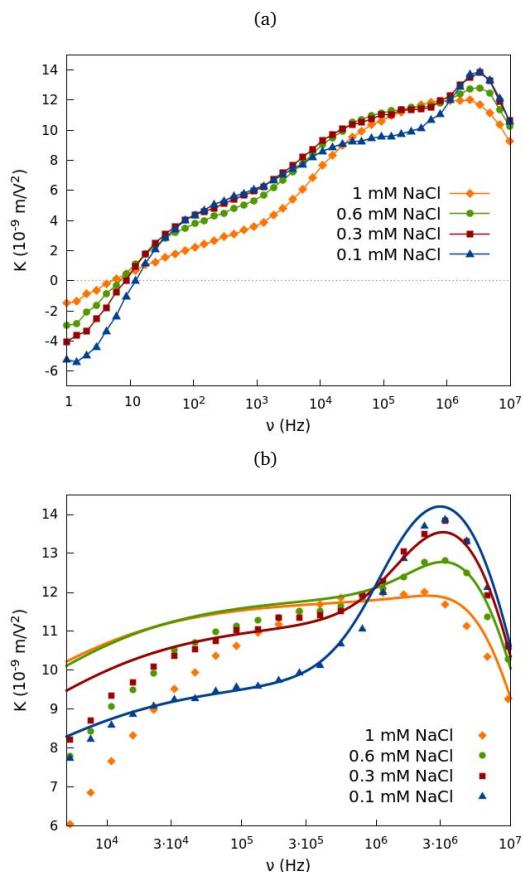 (a)
14
12
10
8
6
4
2
0
-2
-4
-6
K (10⁻⁹ m/V²)
1 mM NaCl
0.6 mM NaCl
0.3 mM NaCl
0.1 mM NaCl
1 10 10² 10³ 10⁴ 10⁵ 10⁶ 10⁷
ν (Hz)
(b)
14
13
12
11
10
9
8
7
6
K (10⁻⁹ m/V²)
1 mM NaCl
0.6 mM NaCl
0.3 mM NaCl
0.1 mM NaCl
10⁴ 3·10⁴ 10⁵ 3·10⁵ 10⁶ 3·10⁶ 10⁷
ν (Hz)